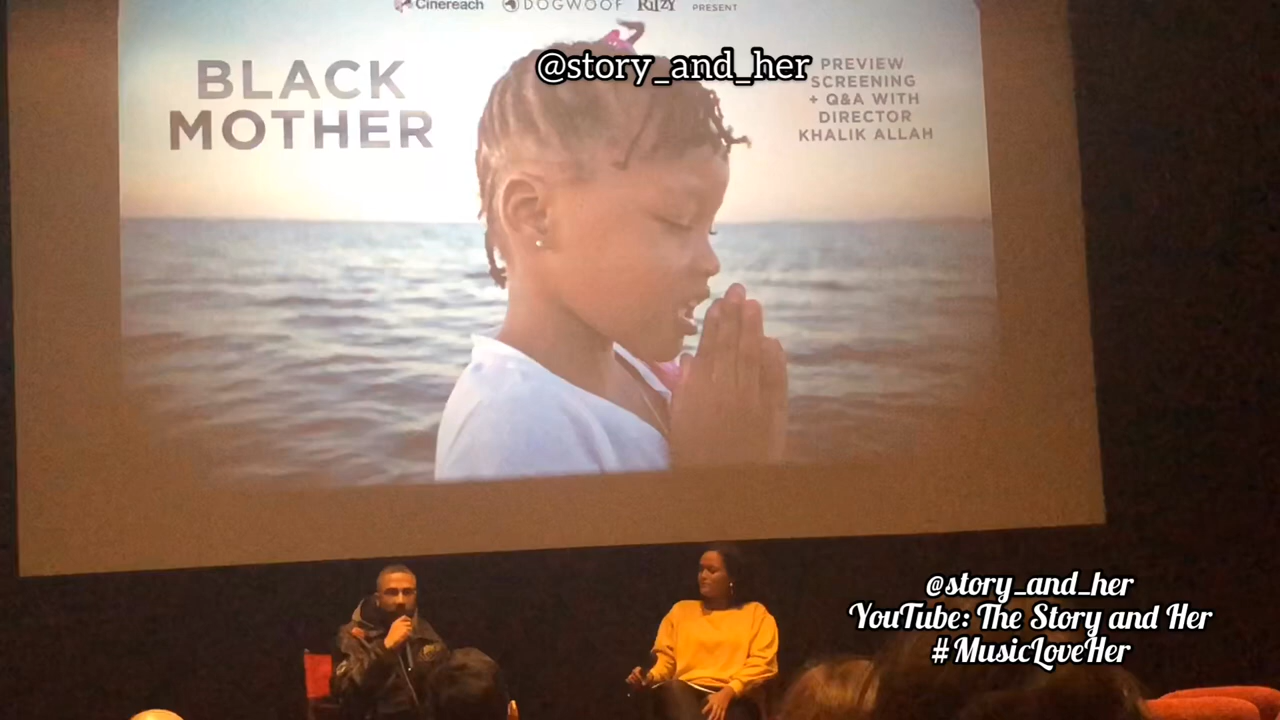 Cinereach DOGWOOF Ritzy PRESENT
@story_and_her
BLACK
MOTHER
PREVIEW
SCREENING
+ Q&A WITH
DIRECTOR
KHALIK ALLAH
@story_and_her
YouTube: The Story and Her
#MusicLoveHer